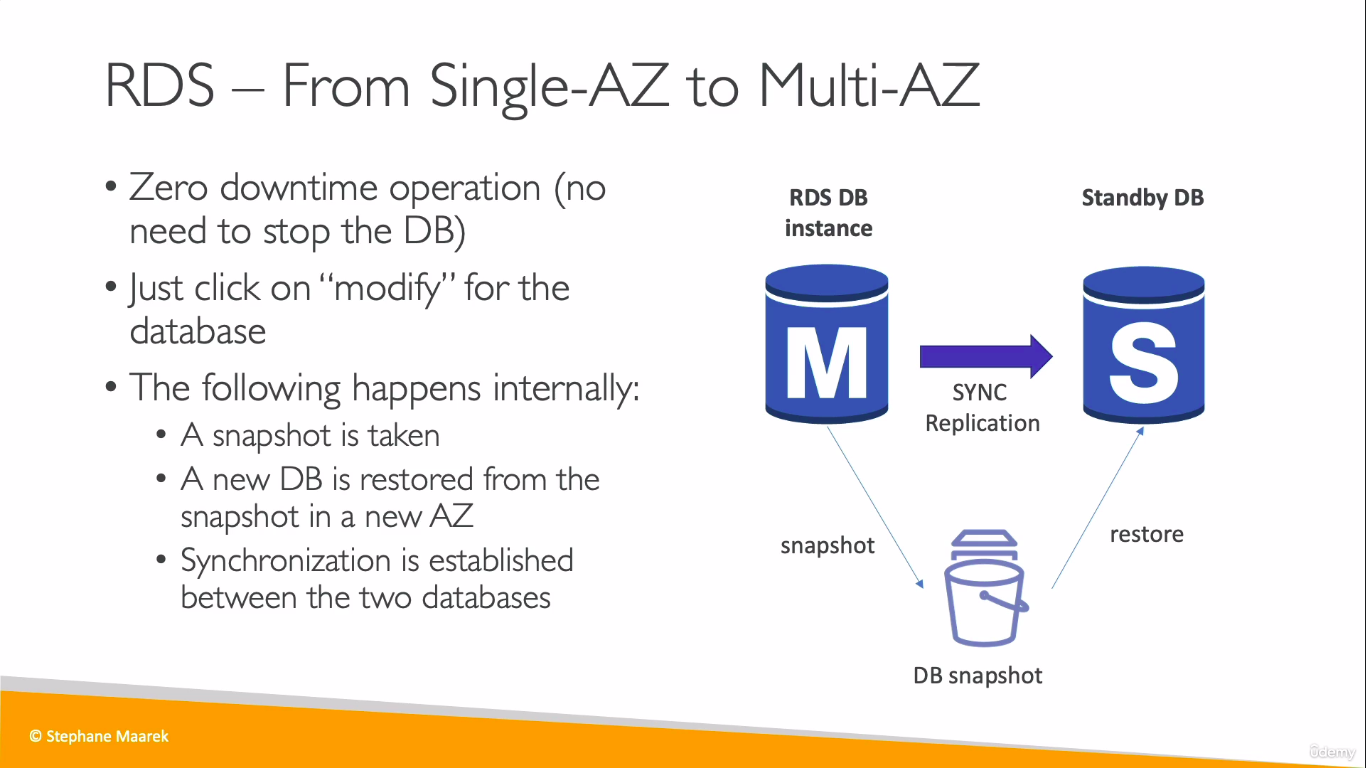 RDS – From Single-AZ to Multi-AZ
• Zero downtime operation (no
need to stop the DB)
• Just click on “modify” for the
database
• The following happens internally:
• A snapshot is taken
• A new DB is restored from the
snapshot in a new AZ
• Synchronization is established
between the two databases
RDS DB
instance
Standby DB
M
S
SYNC
Replication
snapshot
restore
DB snapshot
© Stephane Maarek
ûdemy